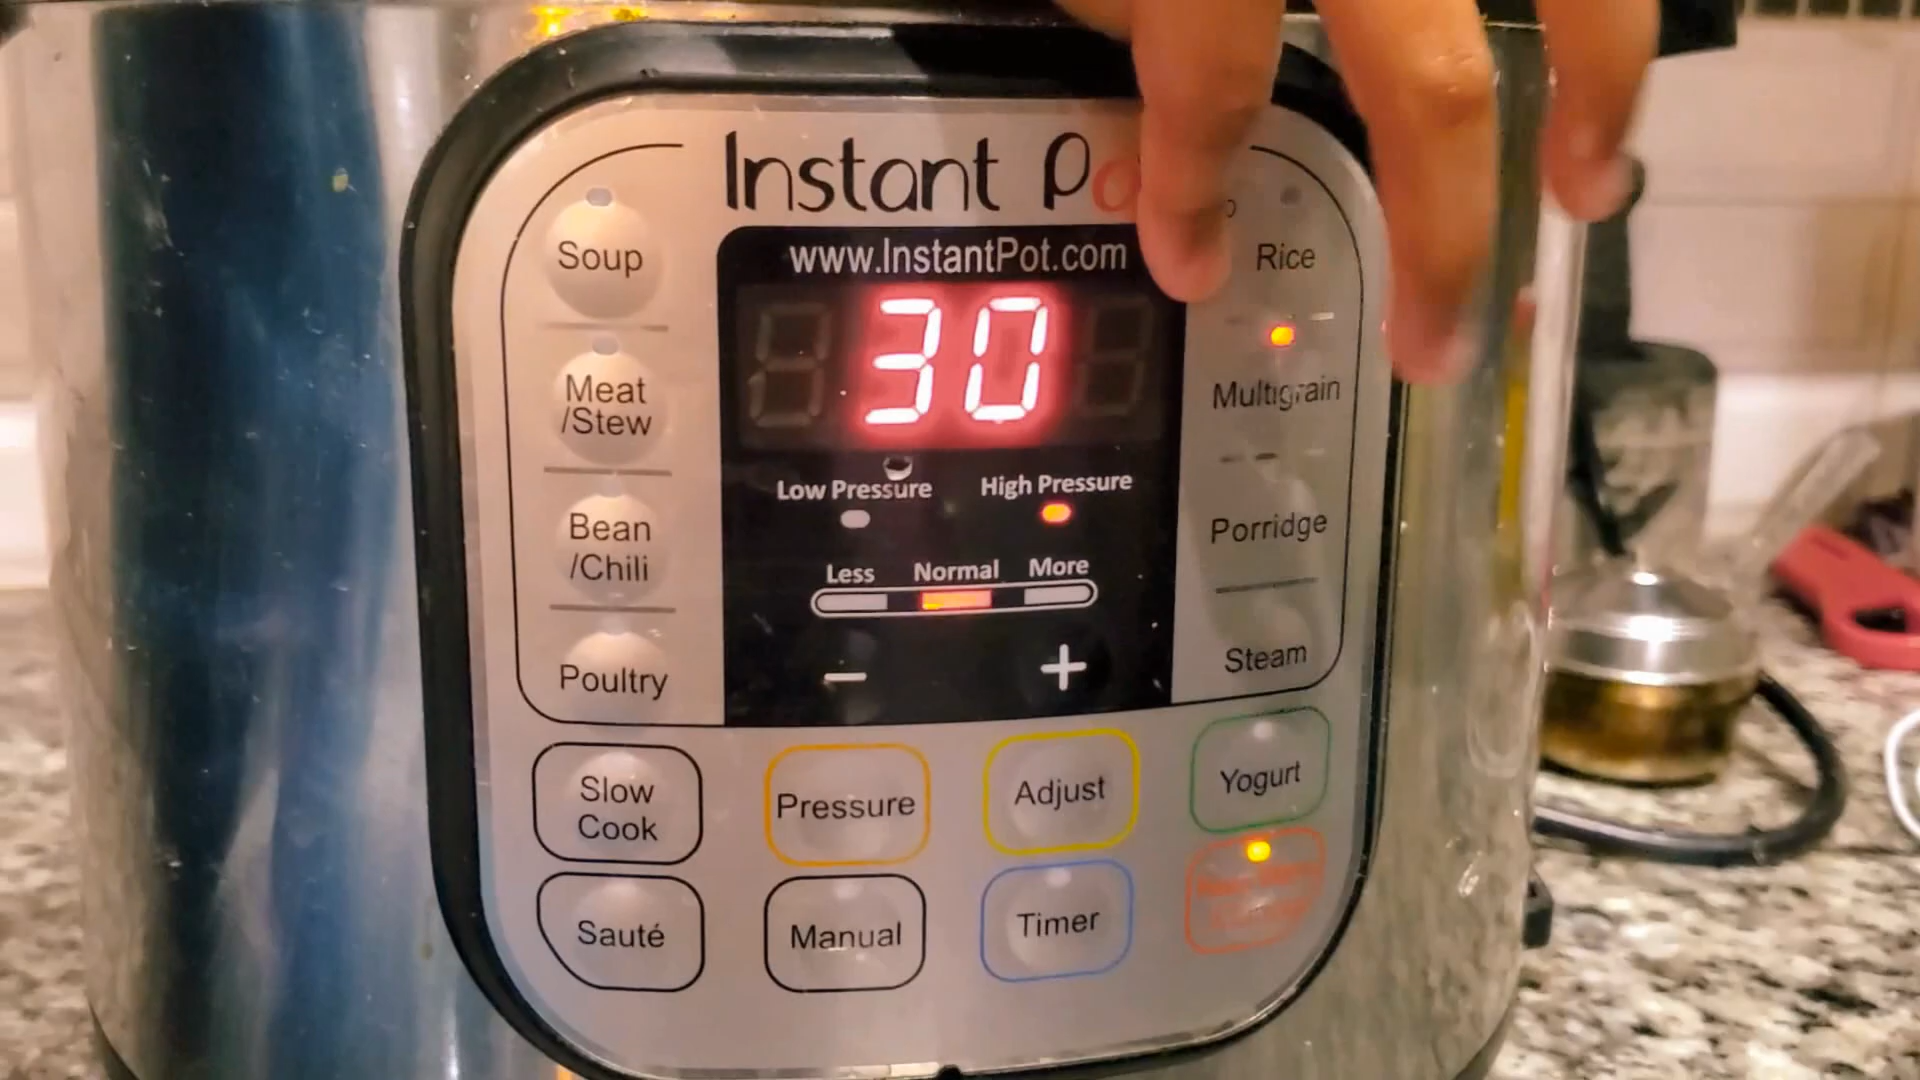 Instant Po
www.InstantPot.com
30
Low Pressure High Pressure
Less Normal More
− +
Soup
Meat
/Stew
Bean
/Chili
Poultry
Rice
Multigrain
Porridge
Steam
Slow
Cook
Pressure
Adjust
Yogurt
Sauté
Manual
Timer